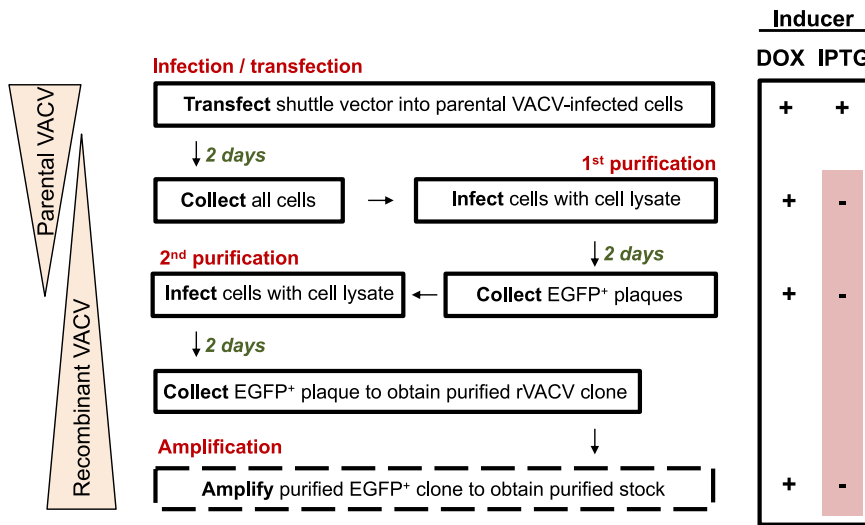 Inducer
DOX IPTG
Infection / transfection
Transfect shuttle vector into parental VACV-infected cells
+ +
2 days
1st purification
Collect all cells
Infect cells with cell lysate
+ -
2nd purification
2 days
Infect cells with cell lysate
Collect EGFP+ plaques
+ -
2 days
Collect EGFP+ plaque to obtain purified rVACV clone
Amplification
Amplify purified EGFP+ clone to obtain purified stock
+ -
Parental VACV
Recombinant VACV